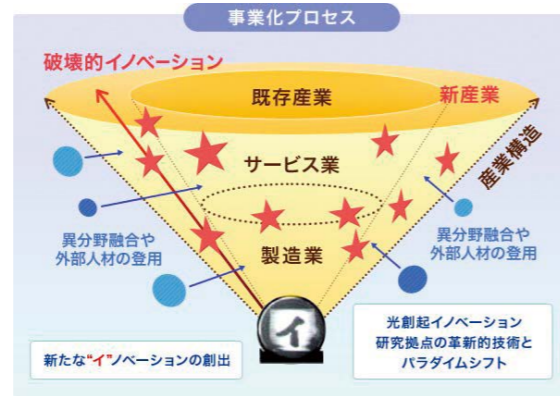 事業化プロセス
破壊的イノベーション
既存産業
新産業
サービス業
産業構造
異分野融合や
外部人材の登用
製造業
異分野融合や
外部人材の登用
イ
新たな“イ”ノベーションの創出
光創起イノベーション
研究拠点の革新的技術と
パラダイムシフト